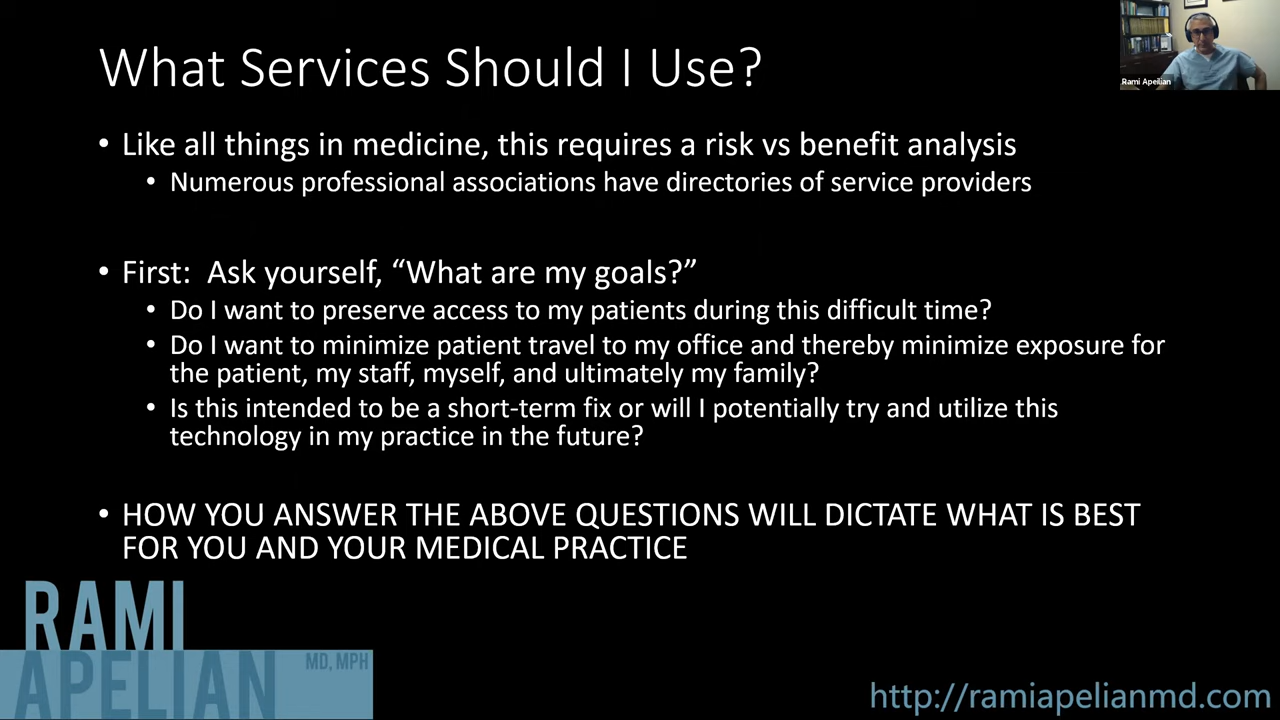 What Services Should I Use?
Rami Apelian
• Like all things in medicine, this requires a risk vs benefit analysis
• Numerous professional associations have directories of service providers
• First: Ask yourself, “What are my goals?”
• Do I want to preserve access to my patients during this difficult time?
• Do I want to minimize patient travel to my office and thereby minimize exposure for
the patient, my staff, myself, and ultimately my family?
• Is this intended to be a short-term fix or will I potentially try and utilize this
technology in my practice in the future?
• HOW YOU ANSWER THE ABOVE QUESTIONS WILL DICTATE WHAT IS BEST
FOR YOU AND YOUR MEDICAL PRACTICE
RAMI
APELIAN MD, MPH
http://ramiapelianmd.com